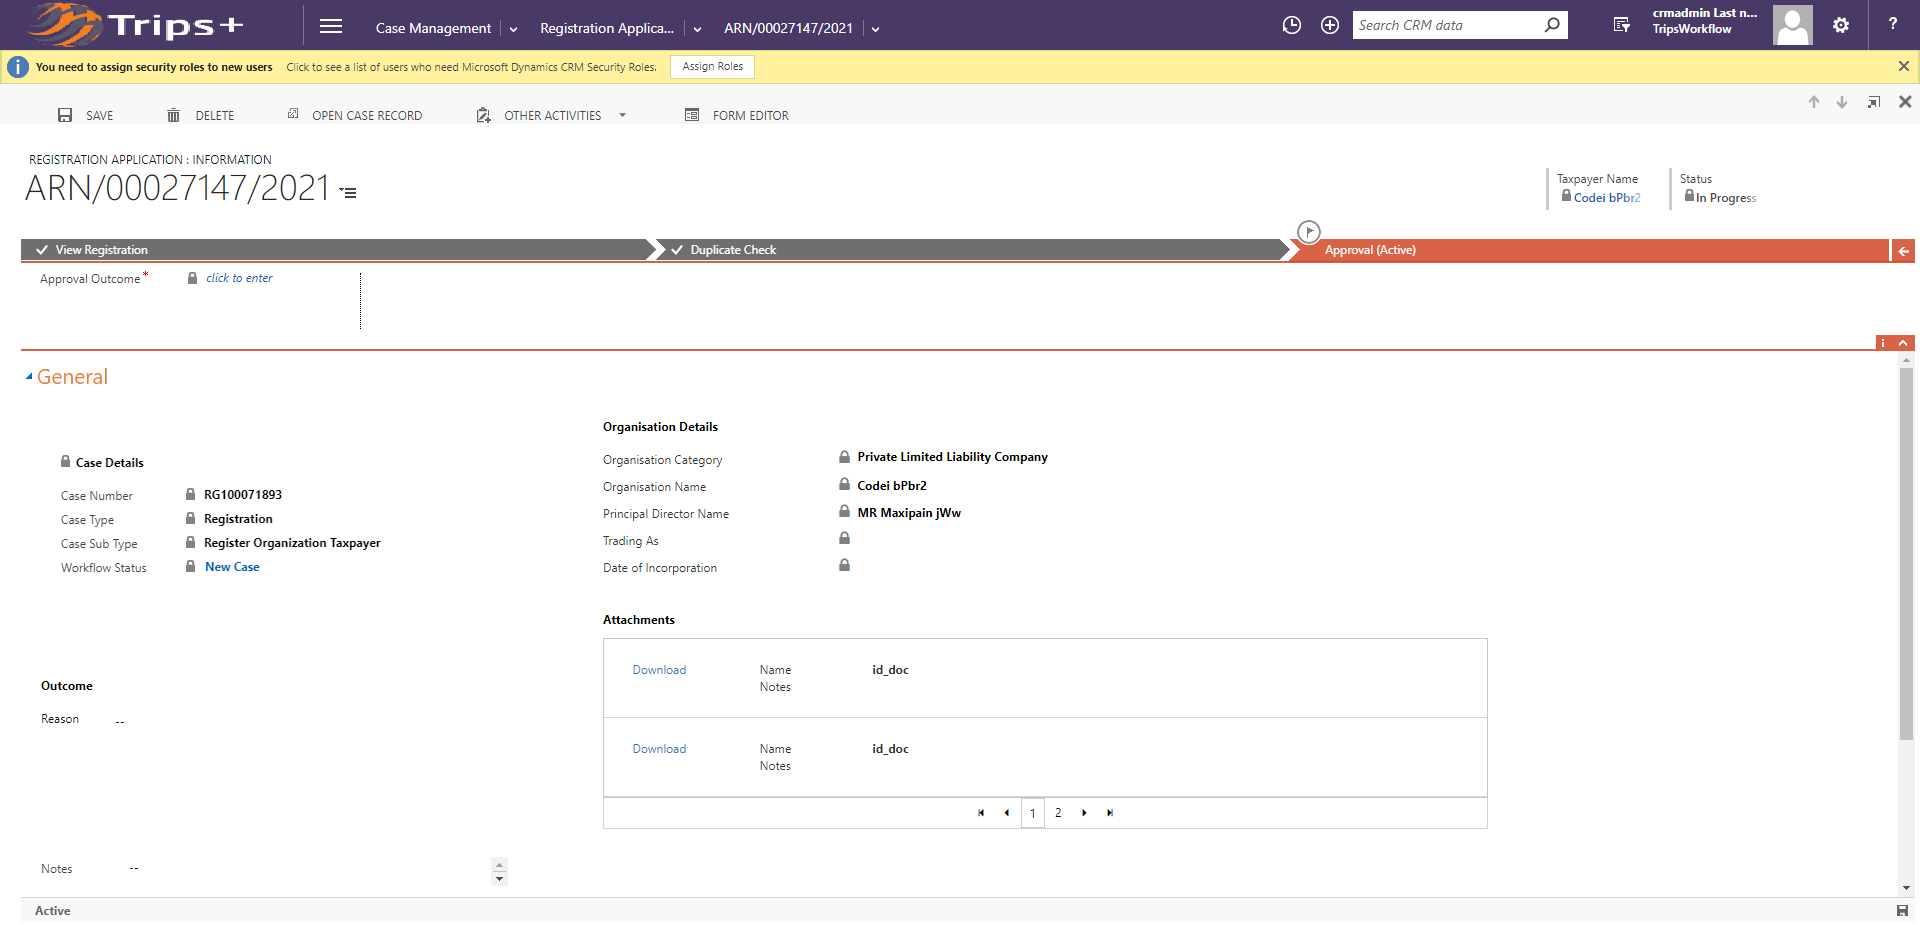 Trips+
Case Management
Registration Applica...
ARN/00027147/2021
Search CRM data
crmadmin Last n...
TripsWorkflow
?
You need to assign security roles to new users
Click to see a list of users who need Microsoft Dynamics CRM Security Roles.
Assign Roles
SAVE
DELETE
OPEN CASE RECORD
OTHER ACTIVITIES
FORM EDITOR
REGISTRATION APPLICATION : INFORMATION
ARN/00027147/2021
Taxpayer Name
Codei bPbr2
Status
In Progress
View Registration
Duplicate Check
Approval (Active)
Approval Outcome*
click to enter
General
Case Details
Case Number RG100071893
Case Type Registration
Case Sub Type Register Organization Taxpayer
Workflow Status New Case
Organisation Details
Organisation Category Private Limited Liability Company
Organisation Name Codei bPbr2
Principal Director Name MR Maxipain jWw
Trading As
Date of Incorporation
Attachments
Download Name id_doc
Notes
Download Name id_doc
Notes
1 2
Outcome
Reason --
Notes --
Active